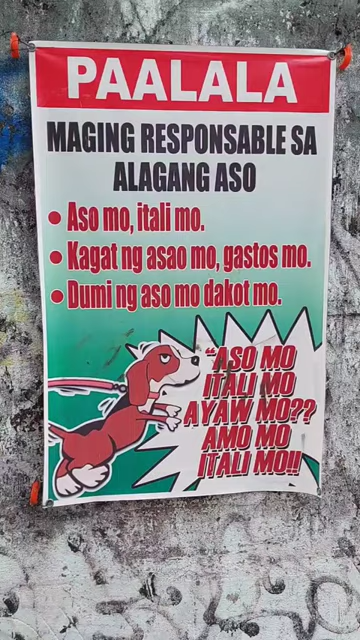 PAALALA
MAGING RESPONSABLE SA
ALAGANG ASO
• Aso mo, itali mo.
• Kagat ng asao mo, gastos mo.
• Dumi ng aso mo dakot mo.
"ASO MO
ITALI MO
AYAW MO??
AMO MO
ITALI MO!!